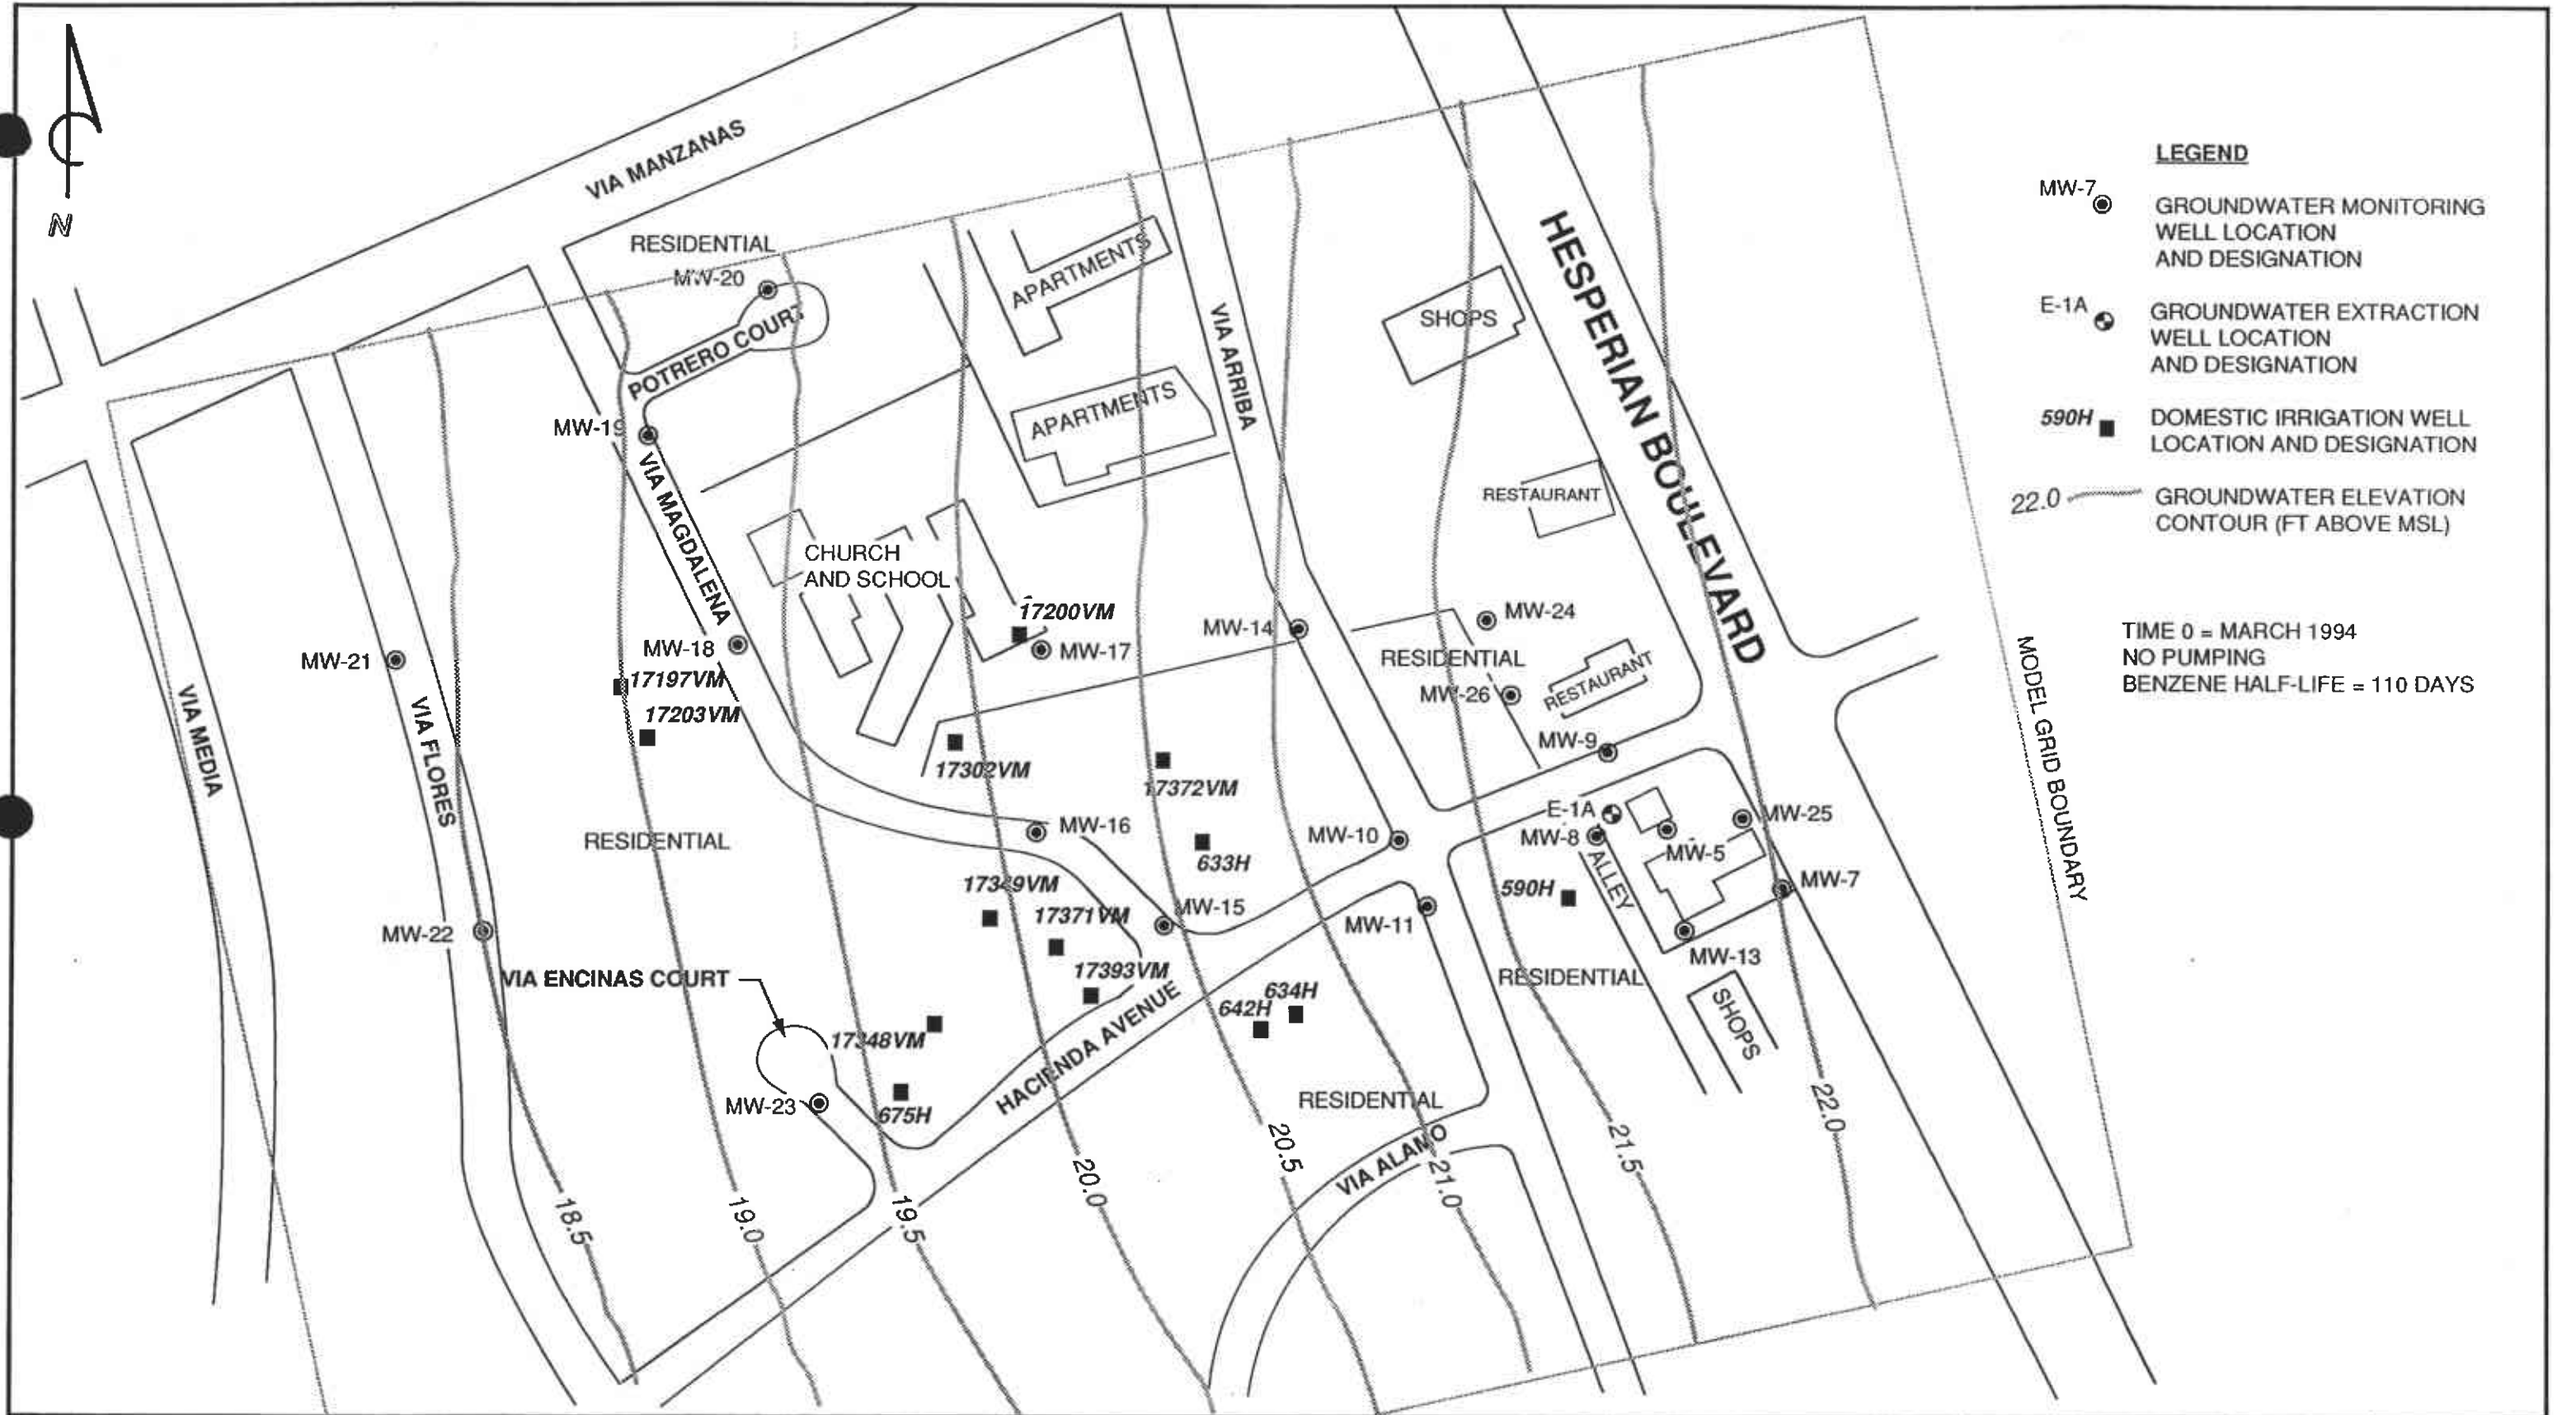 N
VIA MANZANAS
RESIDENTIAL
MW-20
POTRERO COURT
MW-19
VIA MAGDALENA
APARTMENTS
APARTMENTS
VIA ARRIBA
SHOPS
HESPERIAN BOULEVARD
RESTAURANT
CHURCH
AND SCHOOL
17200VM
MW-17
MW-14
MW-24
RESIDENTIAL
MW-26
RESTAURANT
MW-18
17197VM
17203VM
MW-21
VIA MEDIA
VIA FLORES
MW-9
17302VM
17372VM
RESIDENTIAL
MW-16
633H
MW-10
E-1A
MW-8
MW-5
MW-25
ALLEY
MW-7
590H
17349VM
17371VM
MW-15
MW-11
MW-22
MW-13
VIA ENCINAS COURT
17393VM
634H
642H
RESIDENTIAL
SHOPS
17348VM
HACIENDA AVENUE
MW-23
675H
RESIDENTIAL
VIA ALAMO
18.5
19.0
19.5
20.0
20.5
21.0
21.5
22.0
MODEL GRID BOUNDARY
LEGEND
MW-7
GROUNDWATER MONITORING
WELL LOCATION
AND DESIGNATION
E-1A
GROUNDWATER EXTRACTION
WELL LOCATION
AND DESIGNATION
590H
DOMESTIC IRRIGATION WELL
LOCATION AND DESIGNATION
22.0
GROUNDWATER ELEVATION
CONTOUR (FT ABOVE MSL)
TIME 0 = MARCH 1994
NO PUMPING
BENZENE HALF-LIFE = 110 DAYS